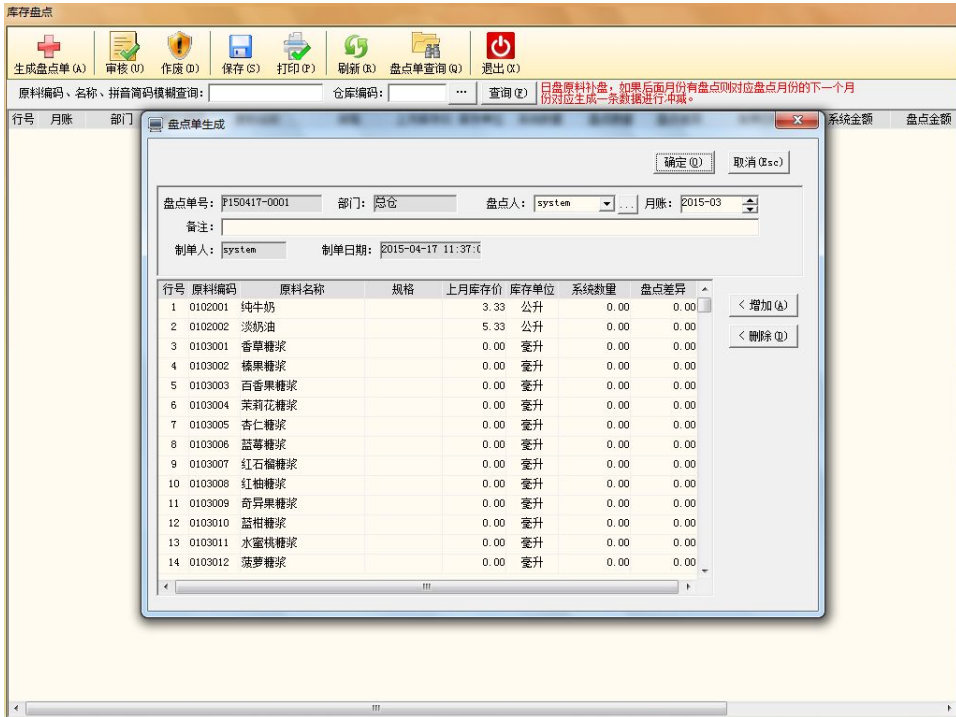 库存盘点
生成盘点单(A) 审核(U) 作废(D) 保存(S) 打印(P) 刷新(R) 盘点单查询(Q) 退出(X)
原料编码、名称、拼音简码模糊查询: 仓库编码: ... 查询(F) 日盘原料补盘,如果后面月份有盘点则对应盘点月份的下一个月
份对应生成一条数据进行冲减。
行号 月账 部门 系统金额 盘点金额
盘点单生成
确定(O) 取消(Esc)
盘点单号: P150417-0001 部门: 总仓 盘点人: system ... 月账: 2015-03
备注:
制单人: system 制单日期: 2015-04-17 11:37:0
行号 原料编码 原料名称 规格 上月库存价 库存单位 系统数量 盘点差异
1 0102001 纯牛奶 3.33 公升 0.00 0.00
2 0102002 淡奶油 5.33 公升 0.00 0.00
3 0103001 香草糖浆 0.00 毫升 0.00 0.00
4 0103002 榛果糖浆 0.00 毫升 0.00 0.00
5 0103003 百香果糖浆 0.00 毫升 0.00 0.00
6 0103004 茉莉花糖浆 0.00 毫升 0.00 0.00
7 0103005 杏仁糖浆 0.00 毫升 0.00 0.00
8 0103006 蓝莓糖浆 0.00 毫升 0.00 0.00
9 0103007 红石榴糖浆 0.00 毫升 0.00 0.00
10 0103008 红柚糖浆 0.00 毫升 0.00 0.00
11 0103009 奇异果糖浆 0.00 毫升 0.00 0.00
12 0103010 蓝柑糖浆 0.00 毫升 0.00 0.00
13 0103011 水蜜桃糖浆 0.00 毫升 0.00 0.00
14 0103012 菠萝糖浆 0.00 毫升 0.00 0.00
< 增加(A)
< 删除(D)